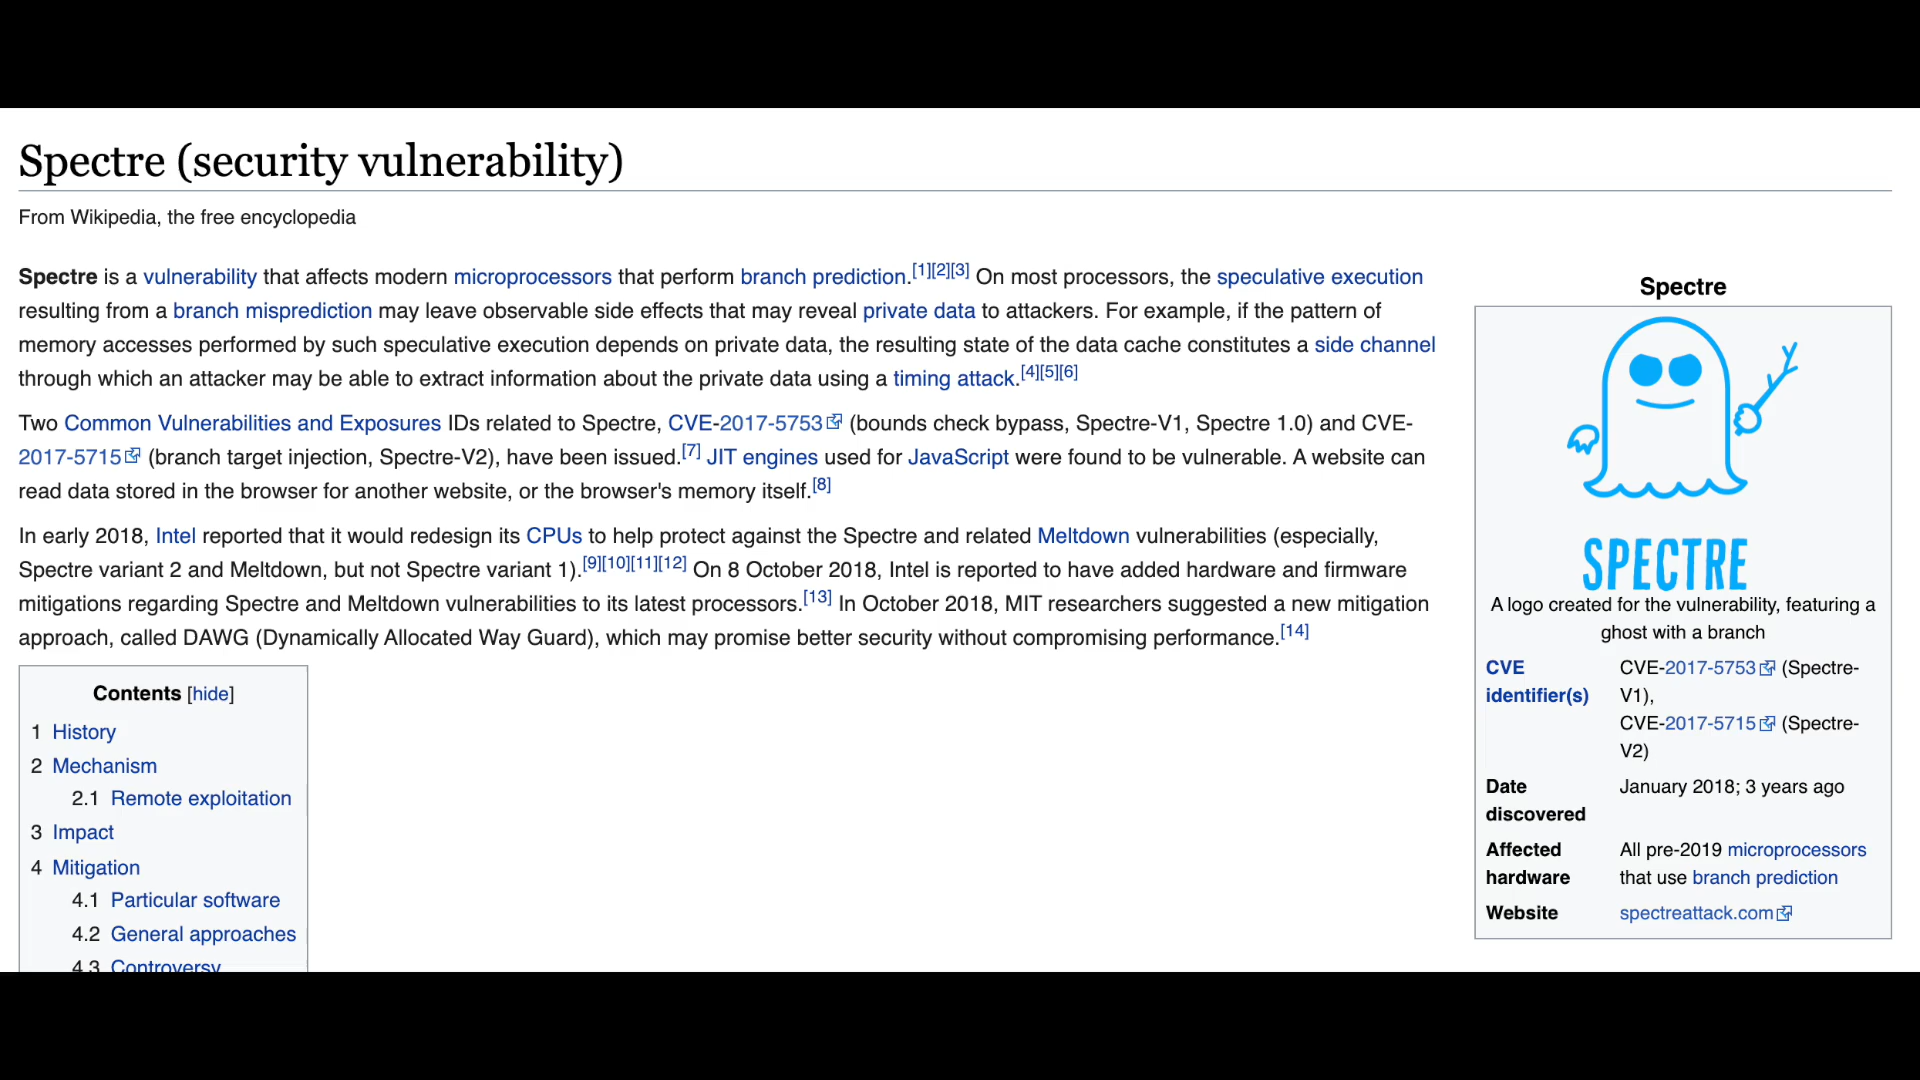 Spectre (security vulnerability)
From Wikipedia, the free encyclopedia
Spectre is a vulnerability that affects modern microprocessors that perform branch prediction.[1][2][3] On most processors, the speculative execution
resulting from a branch misprediction may leave observable side effects that may reveal private data to attackers. For example, if the pattern of
memory accesses performed by such speculative execution depends on private data, the resulting state of the data cache constitutes a side channel
through which an attacker may be able to extract information about the private data using a timing attack.[4][5][6]
Two Common Vulnerabilities and Exposures IDs related to Spectre, CVE-2017-5753 (bounds check bypass, Spectre-V1, Spectre 1.0) and CVE-
2017-5715 (branch target injection, Spectre-V2), have been issued.[7] JIT engines used for JavaScript were found to be vulnerable. A website can
read data stored in the browser for another website, or the browser's memory itself.[8]
In early 2018, Intel reported that it would redesign its CPUs to help protect against the Spectre and related Meltdown vulnerabilities (especially,
Spectre variant 2 and Meltdown, but not Spectre variant 1).[9][10][11][12] On 8 October 2018, Intel is reported to have added hardware and firmware
mitigations regarding Spectre and Meltdown vulnerabilities to its latest processors.[13] In October 2018, MIT researchers suggested a new mitigation
approach, called DAWG (Dynamically Allocated Way Guard), which may promise better security without compromising performance.[14]
Contents [hide]
1 History
2 Mechanism
2.1 Remote exploitation
3 Impact
4 Mitigation
4.1 Particular software
4.2 General approaches
4.3 Controversy
Spectre
SPECTRE
A logo created for the vulnerability, featuring a
ghost with a branch
CVE identifier(s) CVE-2017-5753 (Spectre-
V1),
CVE-2017-5715 (Spectre-
V2)
Date discovered January 2018; 3 years ago
Affected hardware All pre-2019 microprocessors
that use branch prediction
Website spectreattack.com